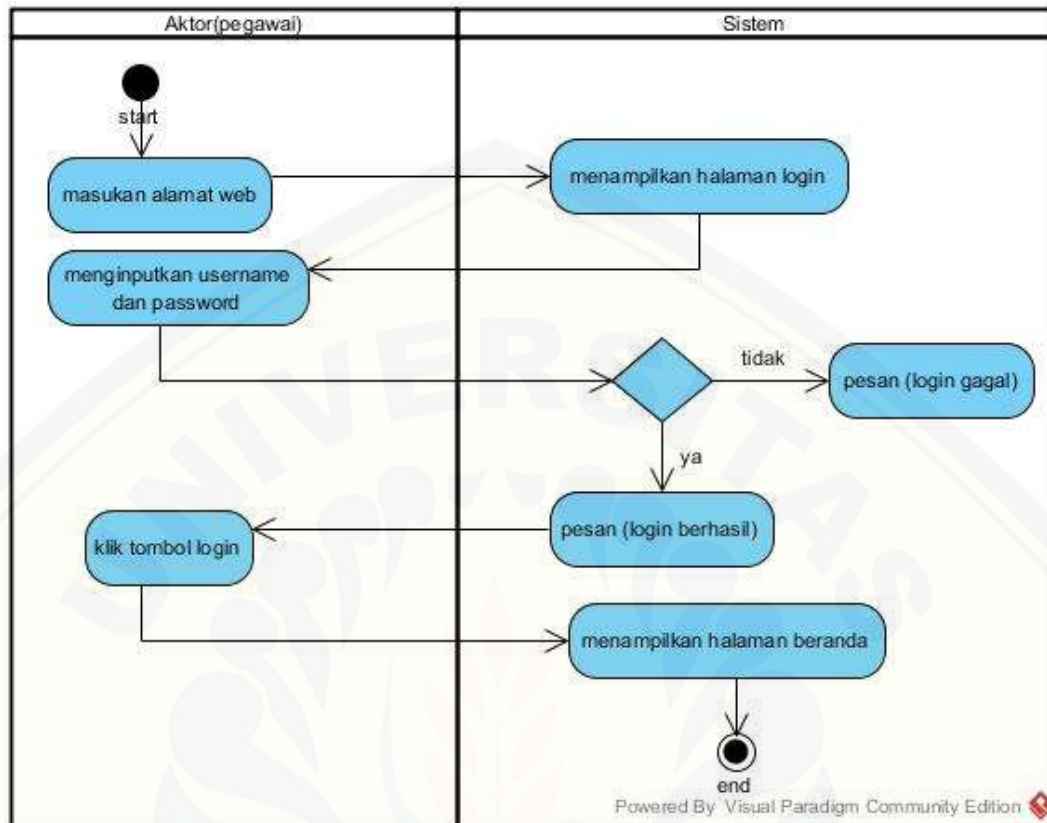 Aktor(pegawai)
Sistem
start
masukan alamat web
menampilkan halaman login
menginputkan username
dan password
tidak
pesan (login gagal)
ya
pesan (login berhasil)
klik tombol login
menampilkan halaman beranda
end
Powered By Visual Paradigm Community Edition
UNIVERSITAS